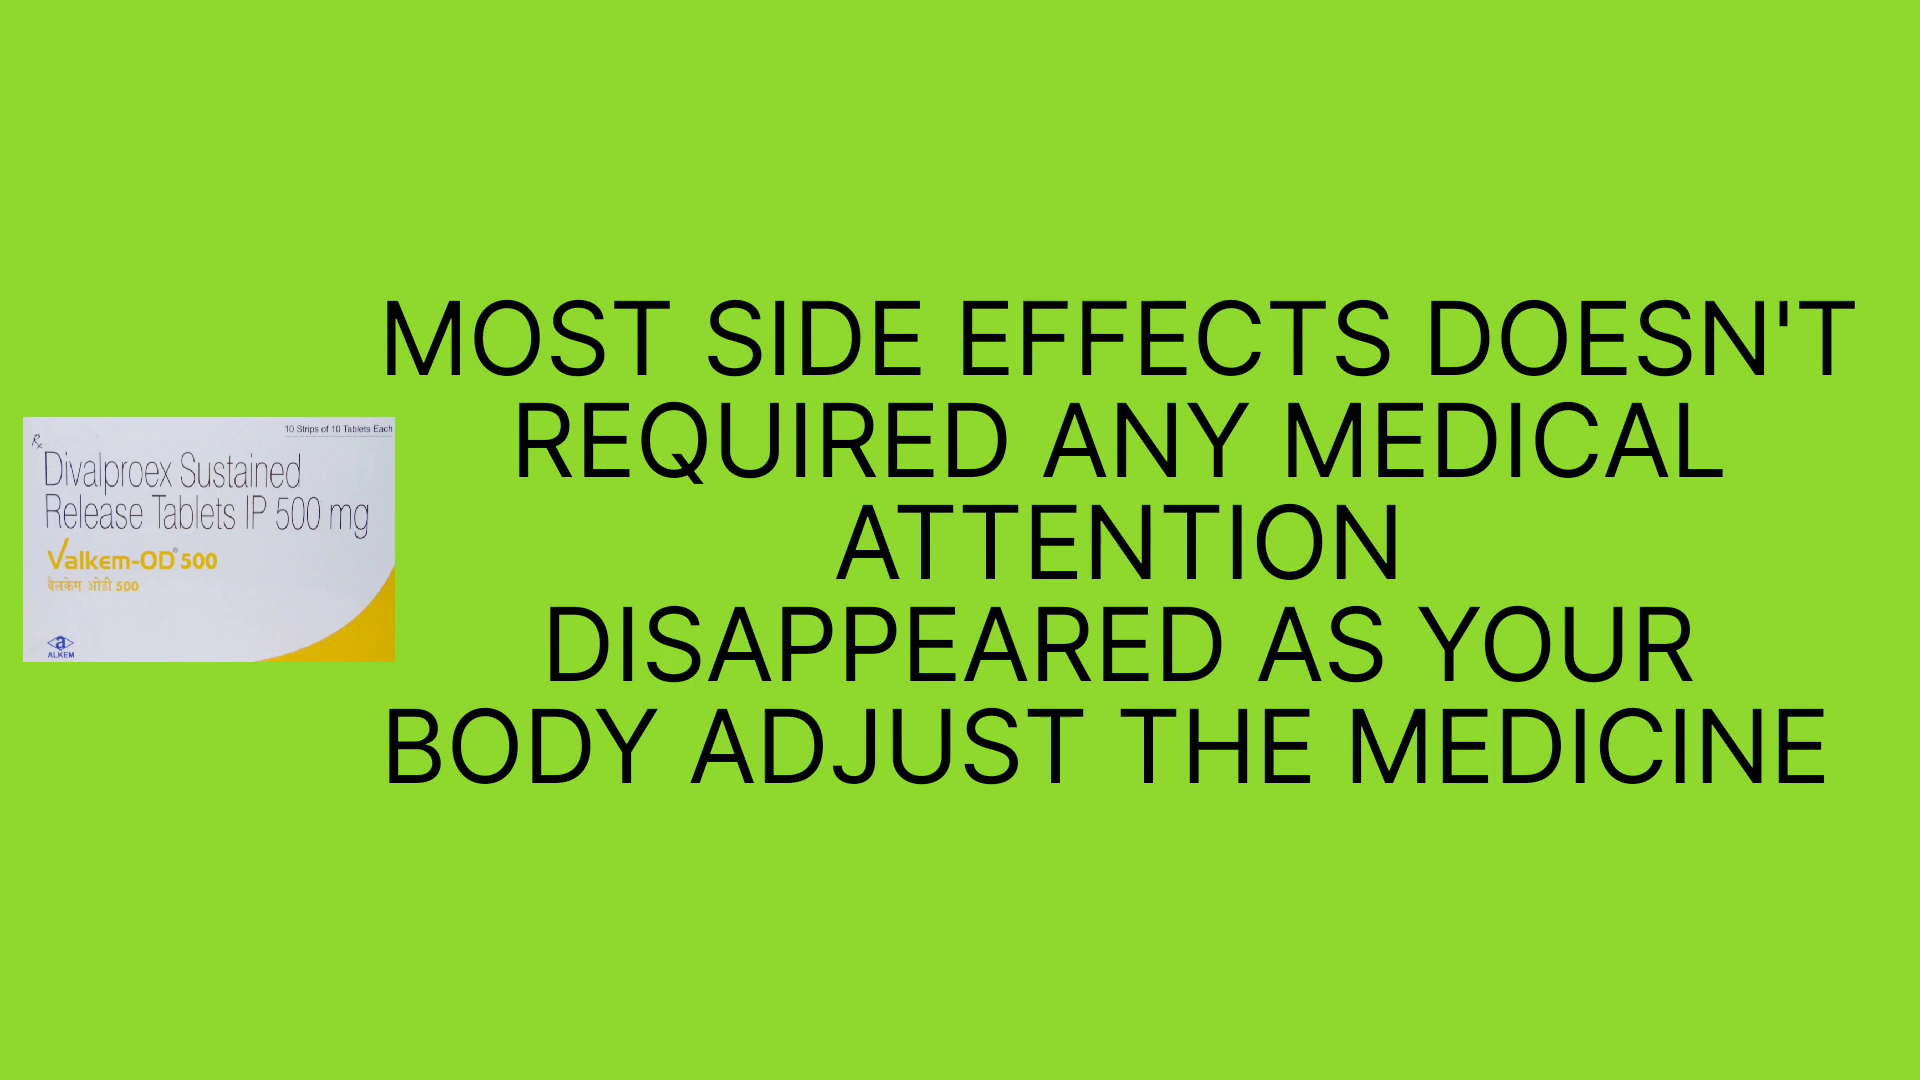 MOST SIDE EFFECTS DOESN'T
REQUIRED ANY MEDICAL
ATTENTION
DISAPPEARED AS YOUR
BODY ADJUST THE MEDICINE
10 Strips of 10 Tablets Each
Rx
Divalproex Sustained
Release Tablets IP 500 mg
Valkem-OD® 500
वैलकेम ओडी 500
a
ALKEM